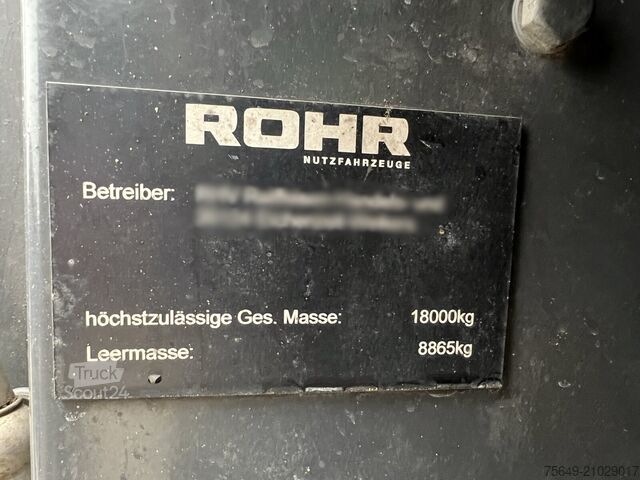 ROHR
NUTZFAHRZEUGE
Betreiber:
höchstzulässige Ges. Masse: 18000kg
Leermasse: 8865kg
Truck
Scout24
75649-21029017